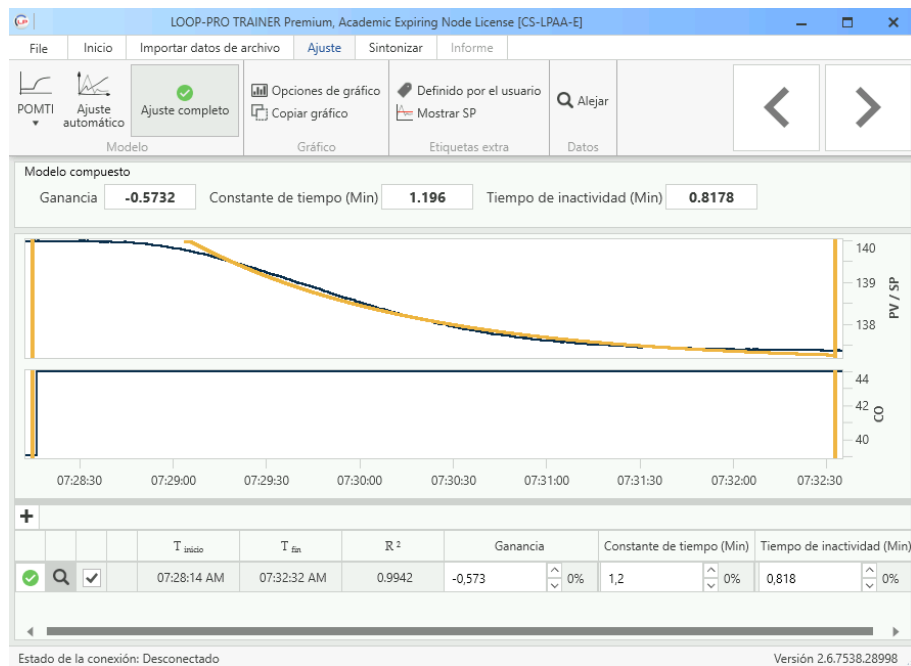 LOOP-PRO TRAINER Premium, Academic Expiring Node License [CS-LPAA-E]
File Inicio Importar datos de archivo Ajuste Sintonizar Informe
POMTI
Ajuste automático
Ajuste completo
Modelo
Opciones de gráfico
Copiar gráfico
Gráfico
Definido por el usuario
Mostrar SP
Etiquetas extra
Alejar
Datos
Modelo compuesto
Ganancia -0.5732 Constante de tiempo (Min) 1.196 Tiempo de inactividad (Min) 0.8178
140
139
138
PV / SP
44
42
40
CO
07:28:30 07:29:00 07:29:30 07:30:00 07:30:30 07:31:00 07:31:30 07:32:00 07:32:30
+
T inicio T fin R 2 Ganancia Constante de tiempo (Min) Tiempo de inactividad (Min)
07:28:14 AM 07:32:32 AM 0.9942 -0,573 0% 1,2 0% 0,818 0%
Estado de la conexión: Desconectado Versión 2.6.7538.28998